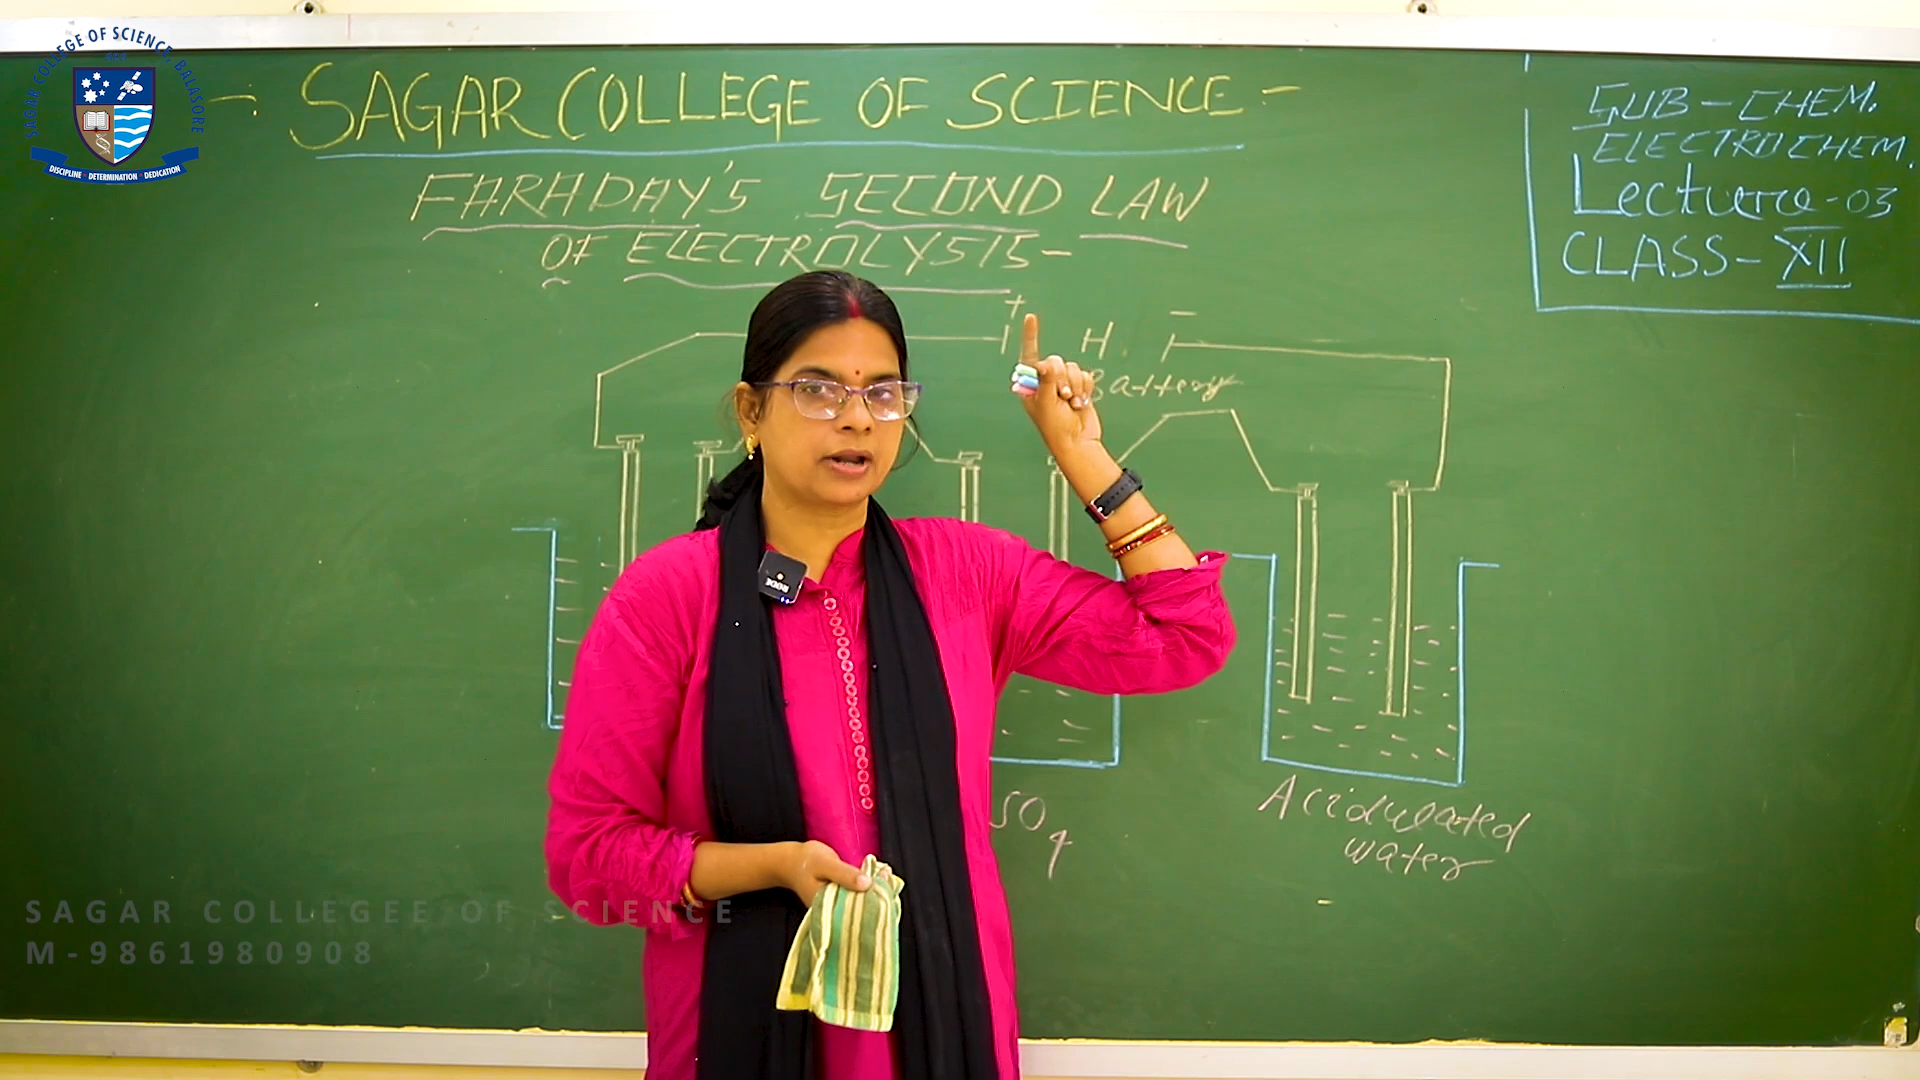 SAGAR COLLEGE OF SCIENCE, BALASORE
DISCIPLINE - DETERMINATION - DEDICATION
-: SAGAR COLLEGE OF SCIENCE -
SUB - CHEM.
ELECTROCHEM.
Lecture - 03
CLASS - XII
FARADAY'S SECOND LAW
OF ELECTROLYSIS -
+ H -
Battery
SO4
Acidulated
water
RODE
SAGAR COLLEGEE OF SCIENCE
M-9861980908